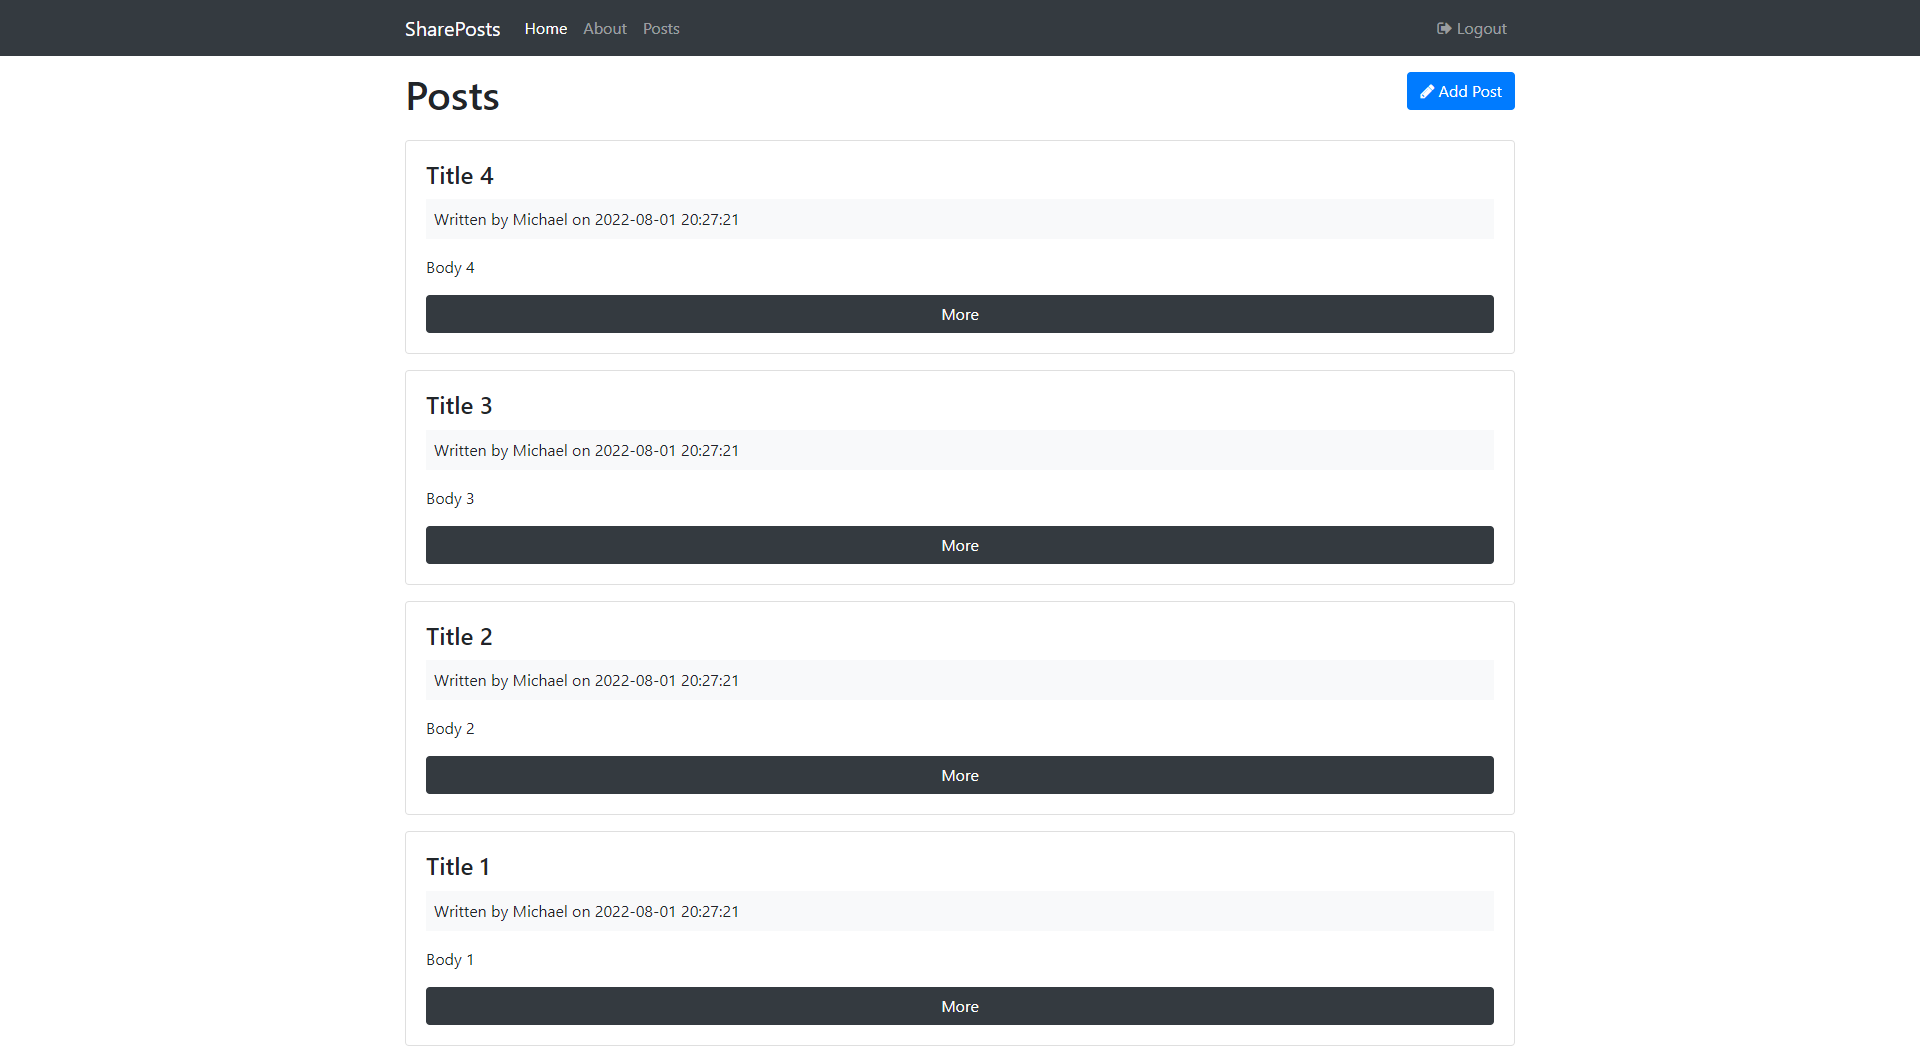 SharePosts Home About Posts Logout
Posts Add Post
Title 4
Written by Michael on 2022-08-01 20:27:21
Body 4
More
Title 3
Written by Michael on 2022-08-01 20:27:21
Body 3
More
Title 2
Written by Michael on 2022-08-01 20:27:21
Body 2
More
Title 1
Written by Michael on 2022-08-01 20:27:21
Body 1
More